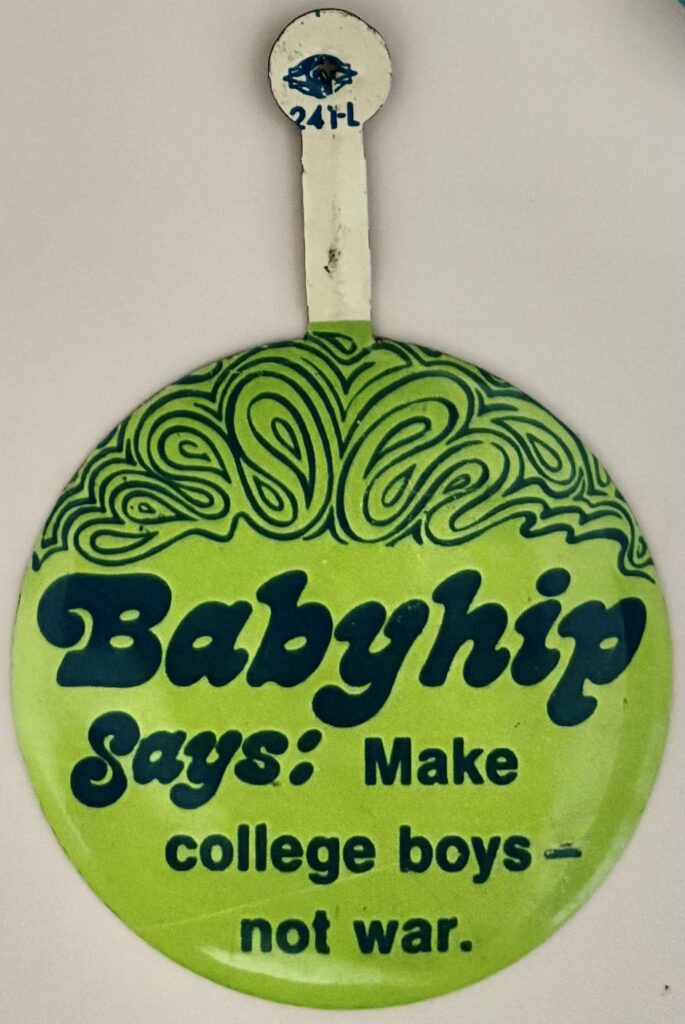 241-L
Babyhip
Says: Make
college boys –
not war.